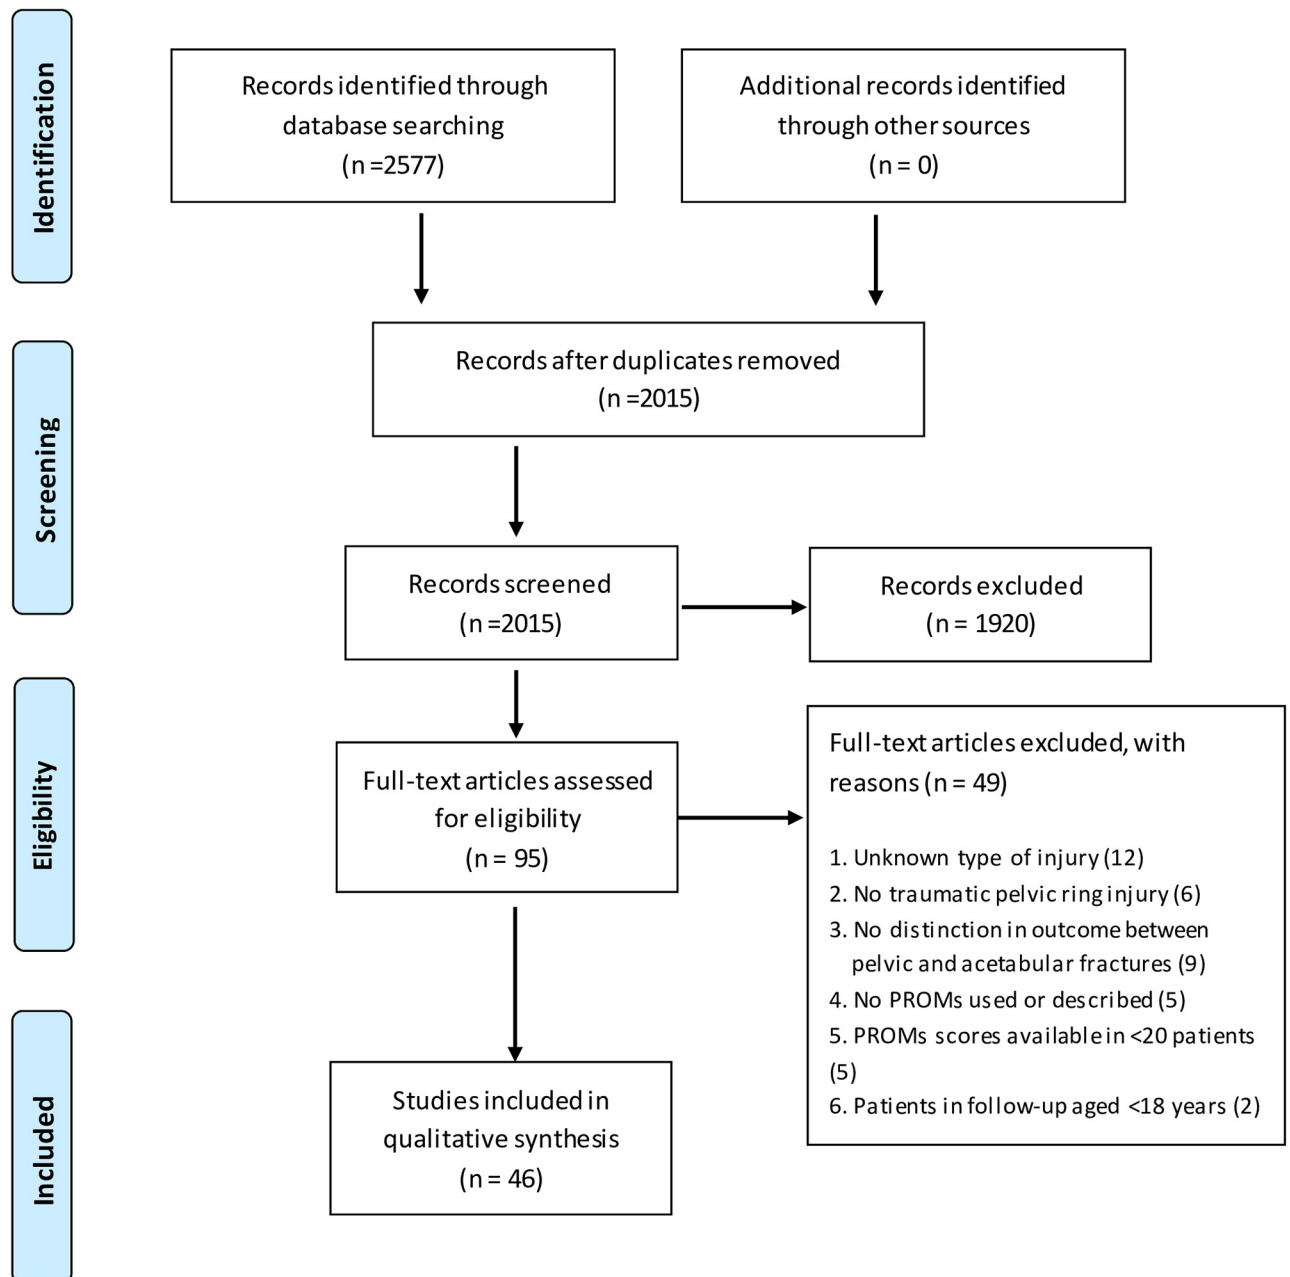 Identification
Records identified through
database searching
(n =2577)
Additional records identified
through other sources
(n = 0)
Records after duplicates removed
(n =2015)
Screening
Records screened
(n =2015)
Records excluded
(n = 1920)
Eligibility
Full-text articles assessed
for eligibility
(n = 95)
Full-text articles excluded, with
reasons (n = 49)
1. Unknown type of injury (12)
2. No traumatic pelvic ring injury (6)
3. No distinction in outcome between
pelvic and acetabular fractures (9)
4. No PROMs used or described (5)
5. PROMs scores available in <20 patients
(5)
6. Patients in follow-up aged <18 years (2)
Included
Studies included in
qualitative synthesis
(n = 46)